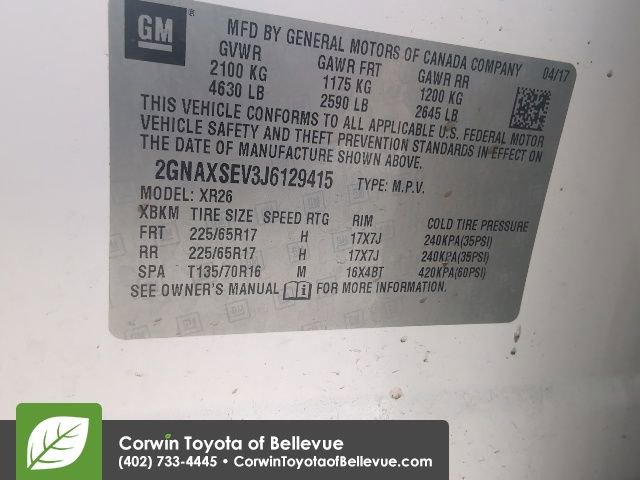 GM
MFD BY GENERAL MOTORS OF CANADA COMPANY
GVWR GAWR FRT GAWR RR 04/17
2100 KG 1175 KG 1200 KG
4630 LB 2590 LB 2645 LB
THIS VEHICLE CONFORMS TO ALL APPLICABLE U.S. FEDERAL MOTOR
VEHICLE SAFETY AND THEFT PREVENTION STANDARDS IN EFFECT ON
THE DATE OF MANUFACTURE SHOWN ABOVE.
2GNAXSEV3J6129415 TYPE: M.P.V.
MODEL: XR26
XBKM TIRE SIZE SPEED RTG RIM COLD TIRE PRESSURE
FRT 225/65R17 H 17X7J 240KPA(35PSI)
RR 225/65R17 H 17X7J 240KPA(35PSI)
SPA T135/70R16 M 16X4BT 420KPA(60PSI)
SEE OWNER'S MANUAL FOR MORE INFORMATION.
Corwin Toyota of Bellevue
(402) 733-4445 • CorwinToyotaofBellevue.com